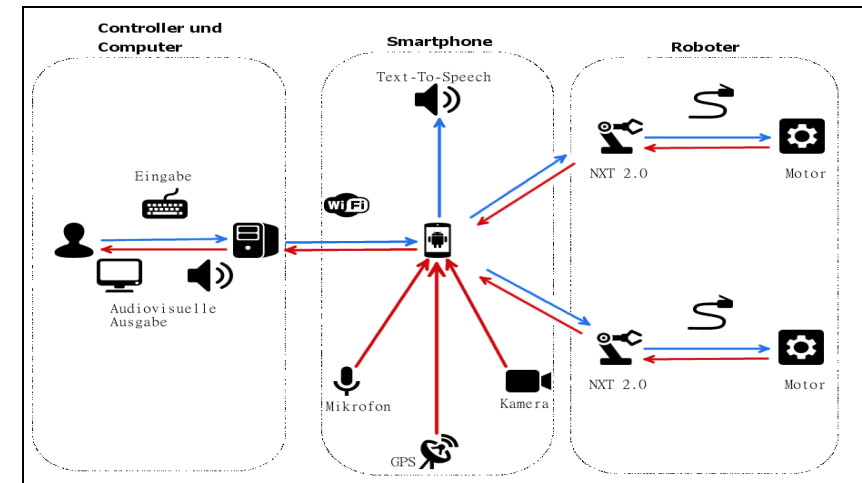 Controller und
Computer
Smartphone
Roboter
Text-To-Speech
Eingabe
WiFi
NXT 2.0
Motor
Audiovisuelle
Ausgabe
Mikrofon
Kamera
NXT 2.0
Motor
GPS